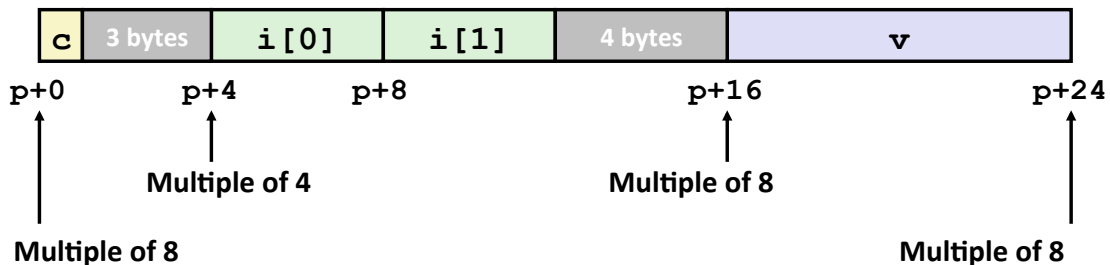 c 3 bytes i[0] i[1] 4 bytes v
p+0 p+4 p+8 p+16 p+24
Multiple of 4 Multiple of 8
Multiple of 8 Multiple of 8